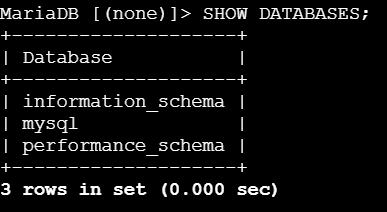 MariaDB [(none)]> SHOW DATABASES;
+--------------------+
| Database           |
+--------------------+
| information_schema |
| mysql              |
| performance_schema |
+--------------------+
3 rows in set (0.000 sec)